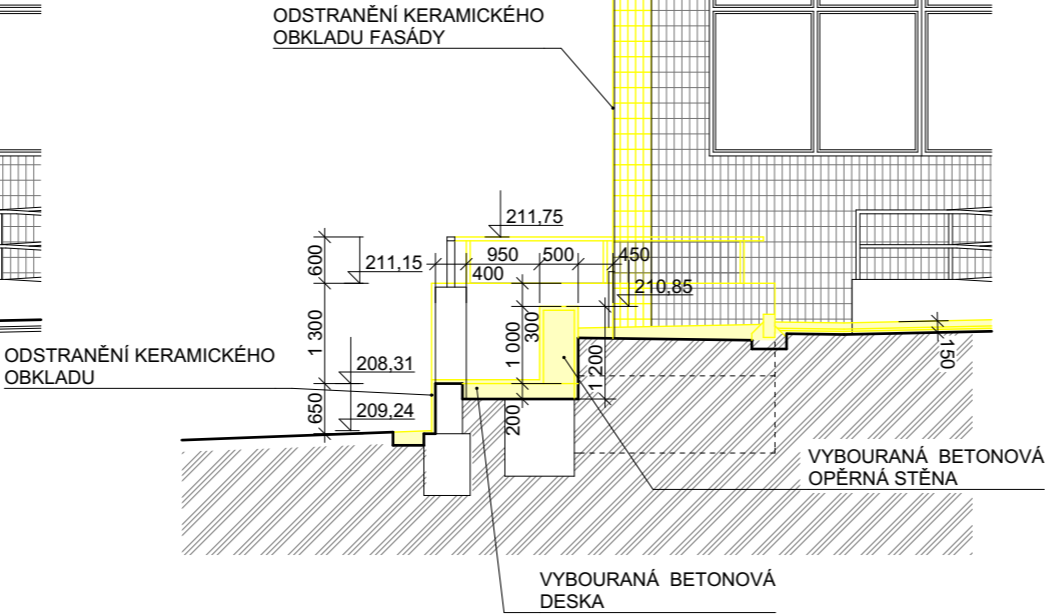 ODSTRANĚNÍ KERAMICKÉHO
OBKLADU FASÁDY
211,75
600
211,15
950
500
450
400
210,85
1 300
1 000
300
1 200
150
ODSTRANĚNÍ KERAMICKÉHO
OBKLADU
208,31
650
209,24
200
VYBOURANÁ BETONOVÁ
OPĚRNÁ STĚNA
VYBOURANÁ BETONOVÁ
DESKA